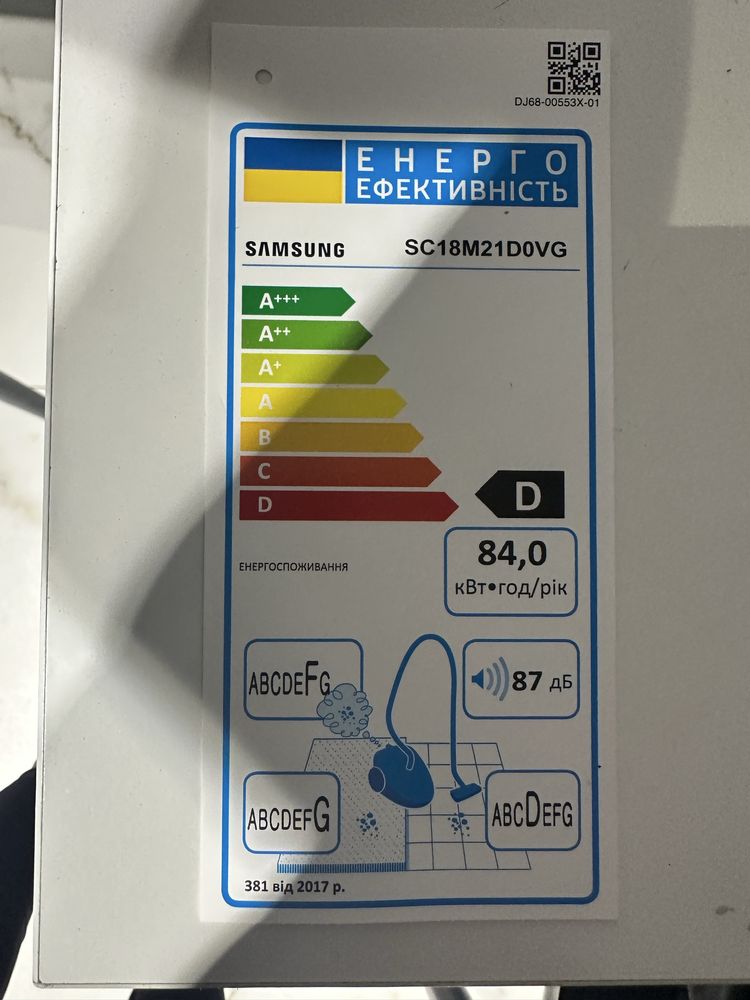 DJ68-00553X-01
ЕНЕРГО
ЕФЕКТИВНІСТЬ
SAMSUNG SC18M21D0VG
A+++
A++
A+
A
B
C
D
D
ЕНЕРГОСПОЖИВАННЯ
84,0
кВт•год/рік
ABCDEFG
87 дБ
ABCDEFG
ABCDEFG
381 від 2017 р.